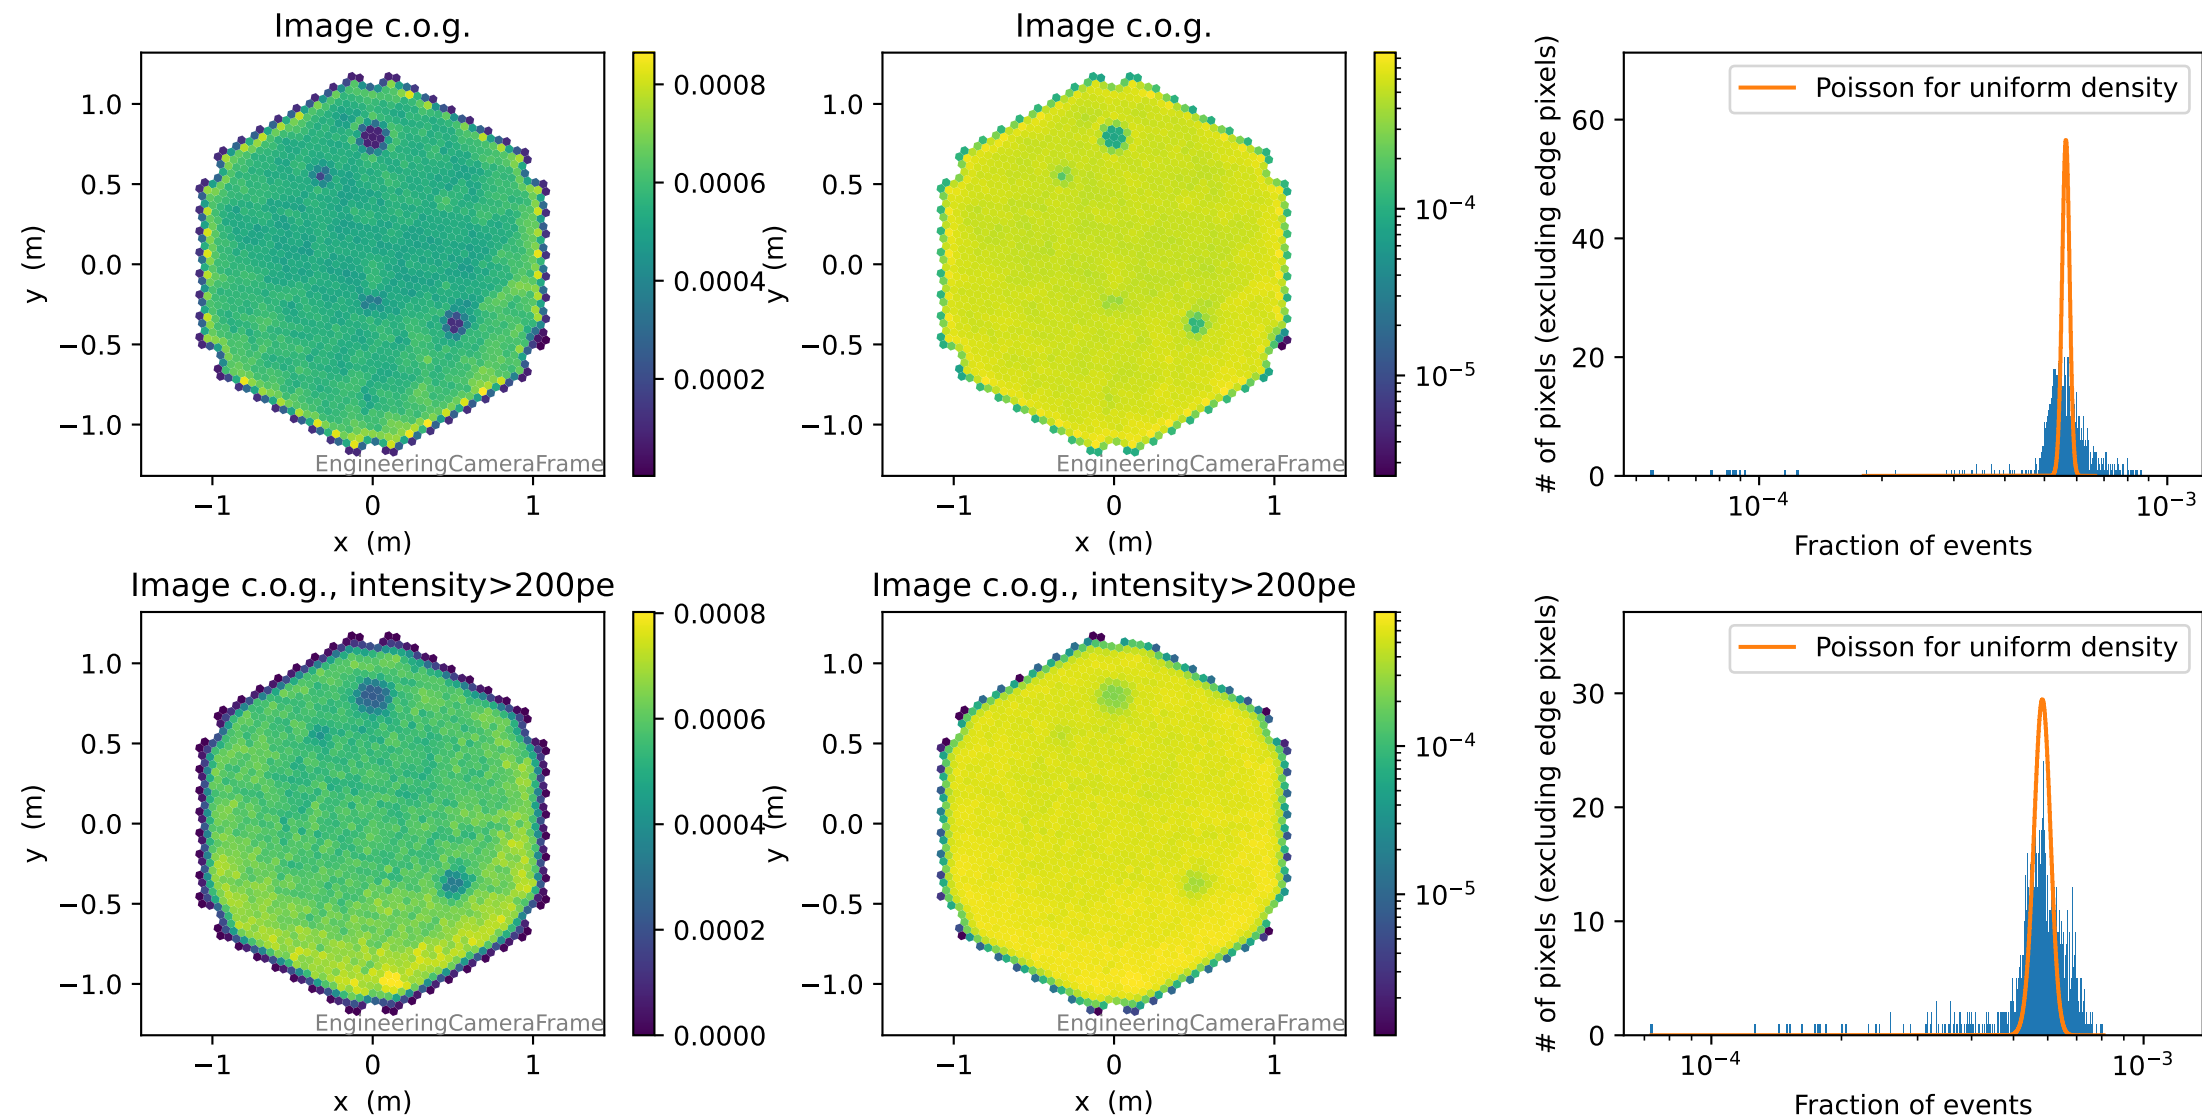 Image c.o.g.
1.0
0.5
0.0
−0.5
−1.0
y (m)
−1 0 1
x (m)
EngineeringCameraFrame
0.0008
0.0006
0.0004
0.0002
Image c.o.g.
1.0
0.5
0.0
−0.5
−1.0
y (m)
−1 0 1
x (m)
EngineeringCameraFrame
10⁻⁴
10⁻⁵
# of pixels (excluding edge pixels)
60
40
20
0
Poisson for uniform density
10⁻⁴ 10⁻³
Fraction of events
Image c.o.g., intensity>200pe
1.0
0.5
0.0
−0.5
−1.0
y (m)
−1 0 1
x (m)
EngineeringCameraFrame
0.0008
0.0006
0.0004
0.0002
0.0000
Image c.o.g., intensity>200pe
1.0
0.5
0.0
−0.5
−1.0
y (m)
−1 0 1
x (m)
EngineeringCameraFrame
10⁻⁴
10⁻⁵
# of pixels (excluding edge pixels)
30
20
10
0
Poisson for uniform density
10⁻⁴ 10⁻³
Fraction of events